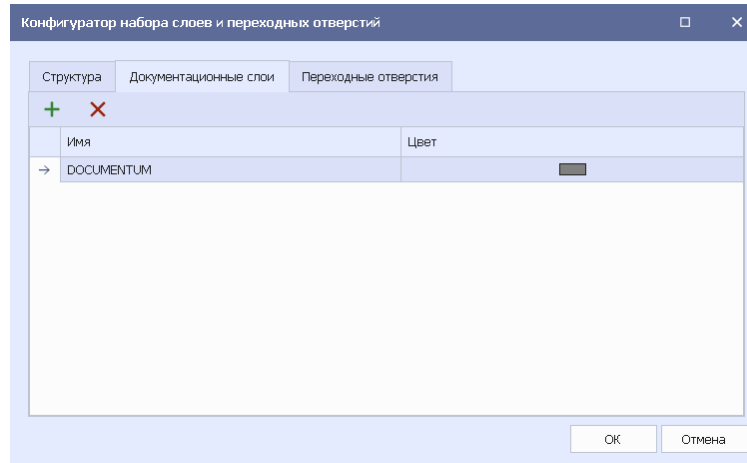 Конфигуратор набора слоев и переходных отверстий
Структура Документационные слои Переходные отверстия
Имя Цвет
DOCUMENTUM
ОК Отмена